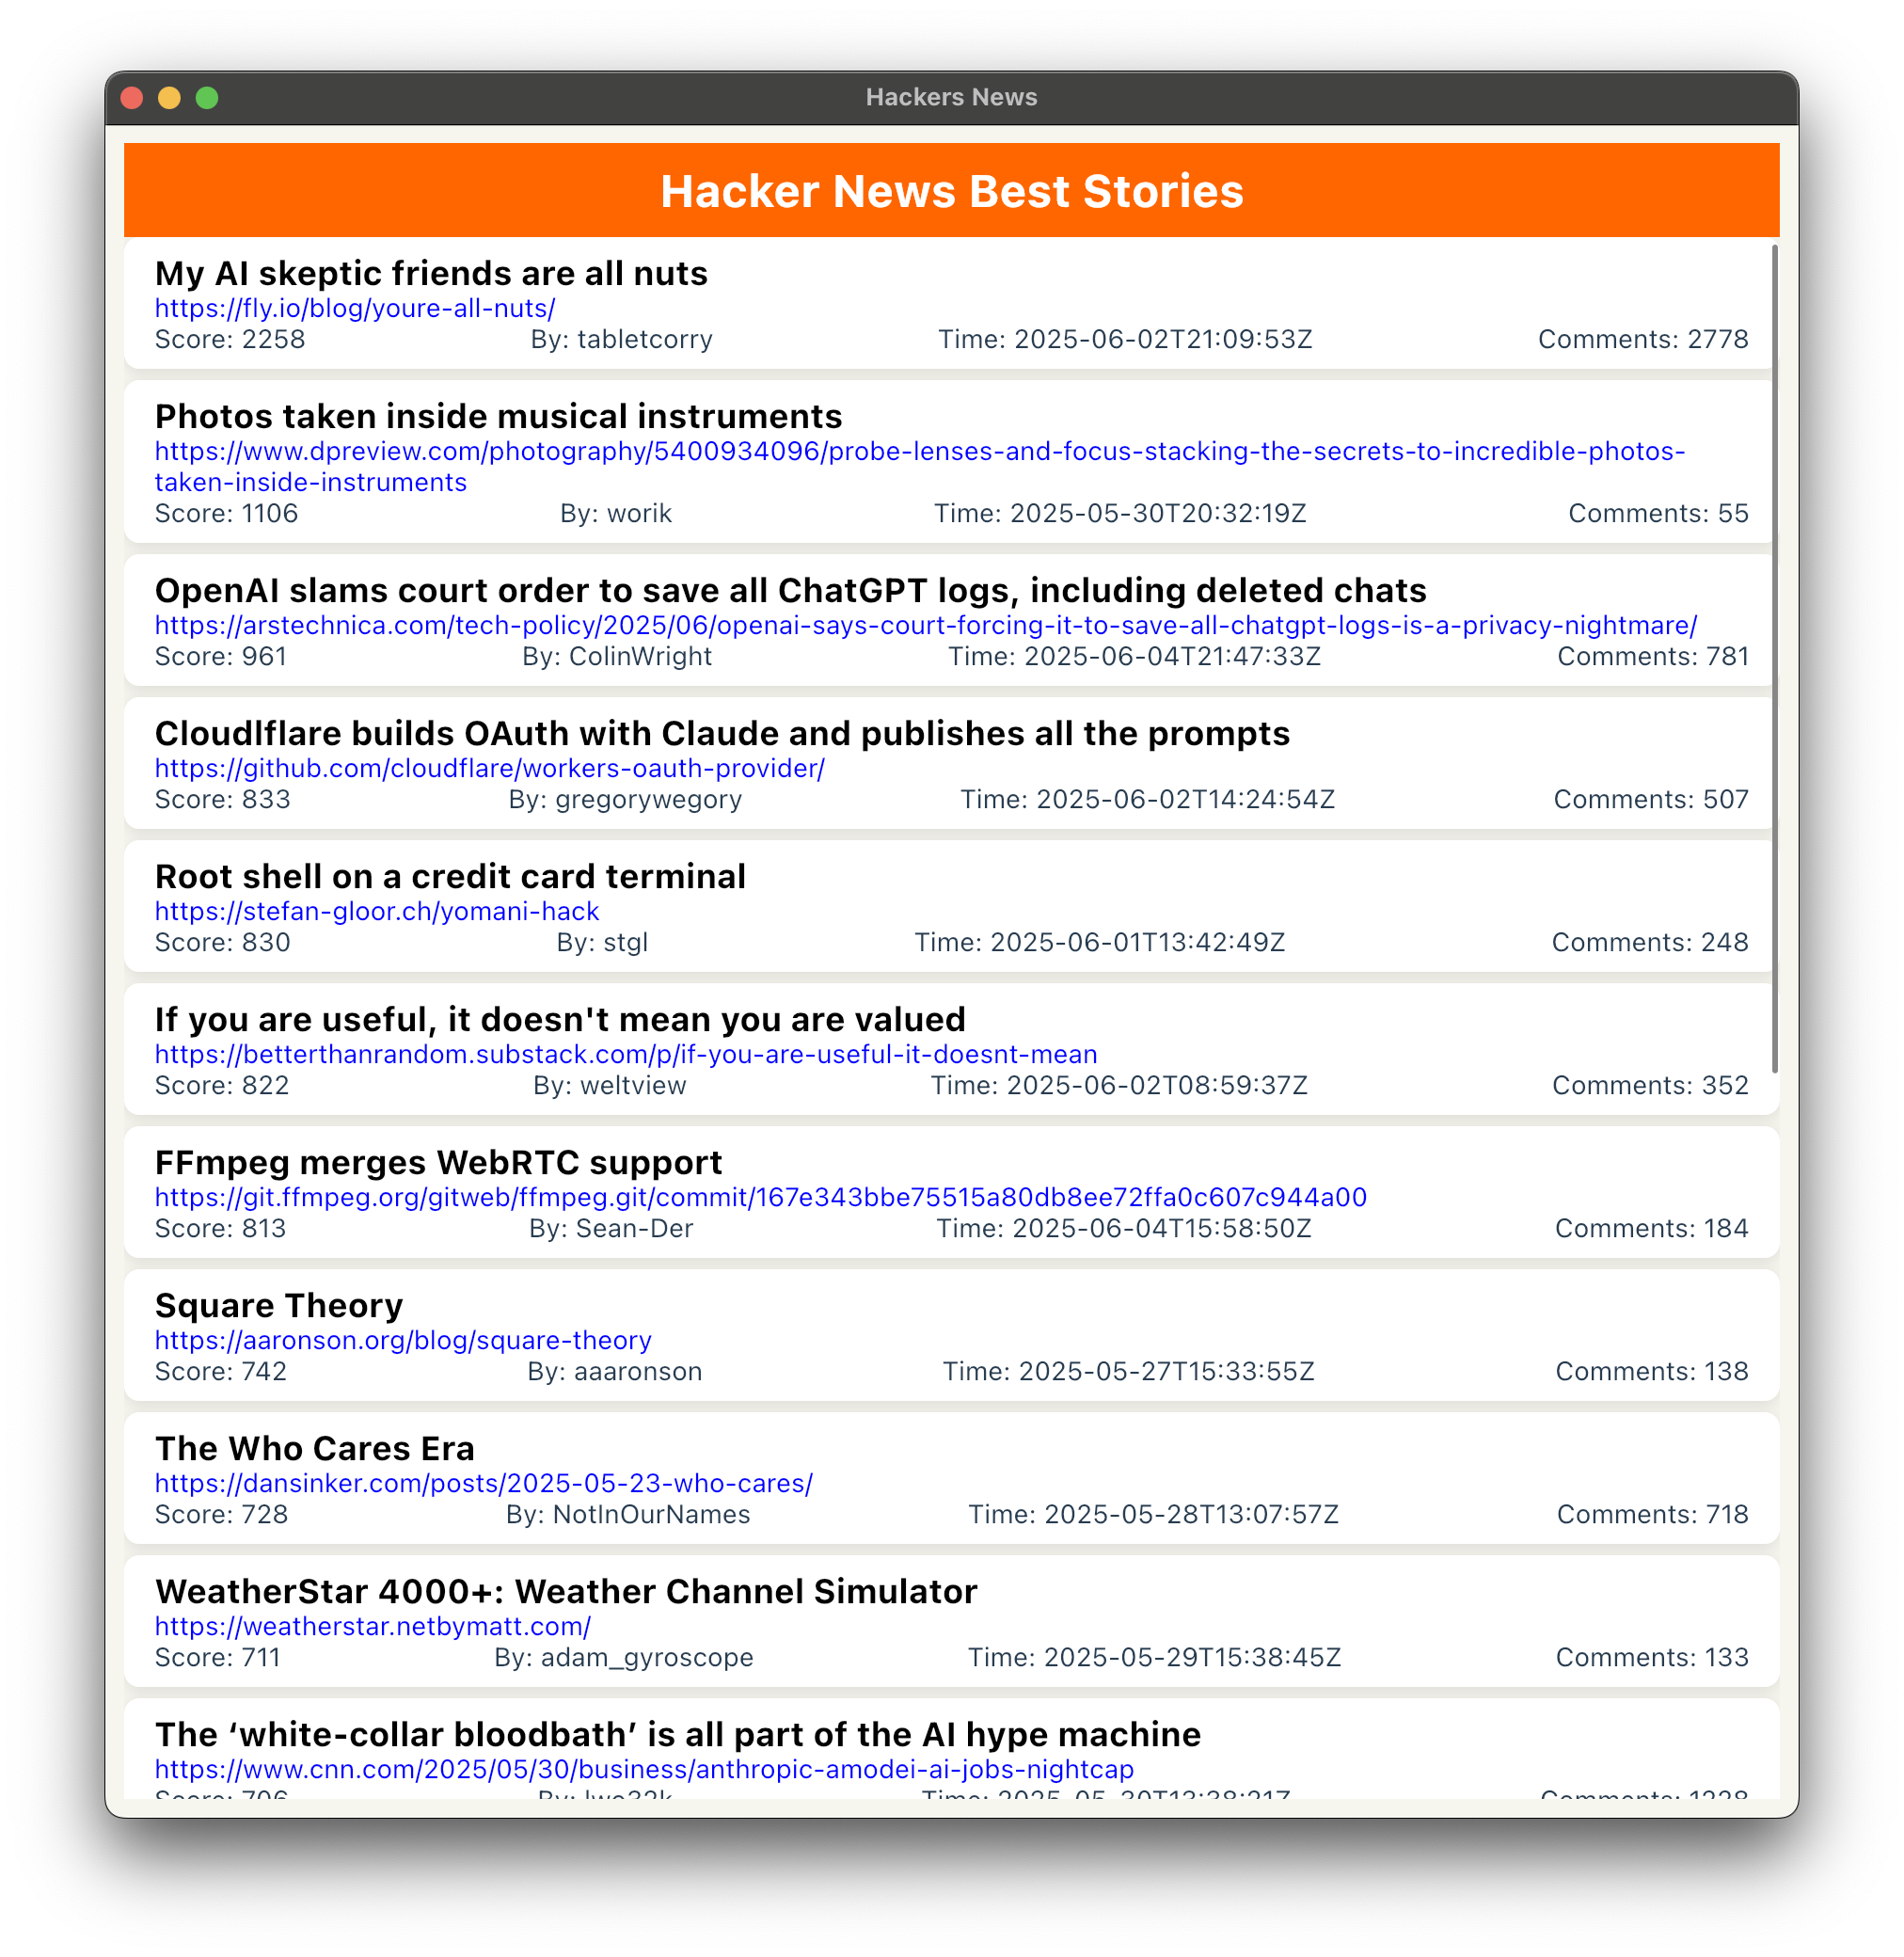 Hackers News
Hacker News Best Stories
My AI skeptic friends are all nuts
https://fly.io/blog/youre-all-nuts/
Score: 2258 By: tabletcorry Time: 2025-06-02T21:09:53Z Comments: 2778
Photos taken inside musical instruments
https://www.dpreview.com/photography/5400934096/probe-lenses-and-focus-stacking-the-secrets-to-incredible-photos-
taken-inside-instruments
Score: 1106 By: worik Time: 2025-05-30T20:32:19Z Comments: 55
OpenAI slams court order to save all ChatGPT logs, including deleted chats
https://arstechnica.com/tech-policy/2025/06/openai-says-court-forcing-it-to-save-all-chatgpt-logs-is-a-privacy-nightmare/
Score: 961 By: ColinWright Time: 2025-06-04T21:47:33Z Comments: 781
Cloudlflare builds OAuth with Claude and publishes all the prompts
https://github.com/cloudflare/workers-oauth-provider/
Score: 833 By: gregorywegory Time: 2025-06-02T14:24:54Z Comments: 507
Root shell on a credit card terminal
https://stefan-gloor.ch/yomani-hack
Score: 830 By: stgl Time: 2025-06-01T13:42:49Z Comments: 248
If you are useful, it doesn't mean you are valued
https://betterthanrandom.substack.com/p/if-you-are-useful-it-doesnt-mean
Score: 822 By: weltview Time: 2025-06-02T08:59:37Z Comments: 352
FFmpeg merges WebRTC support
https://git.ffmpeg.org/gitweb/ffmpeg.git/commit/167e343bbe75515a80db8ee72ffa0c607c944a00
Score: 813 By: Sean-Der Time: 2025-06-04T15:58:50Z Comments: 184
Square Theory
https://aaronson.org/blog/square-theory
Score: 742 By: aaaronson Time: 2025-05-27T15:33:55Z Comments: 138
The Who Cares Era
https://dansinker.com/posts/2025-05-23-who-cares/
Score: 728 By: NotInOurNames Time: 2025-05-28T13:07:57Z Comments: 718
WeatherStar 4000+: Weather Channel Simulator
https://weatherstar.netbymatt.com/
Score: 711 By: adam_gyroscope Time: 2025-05-29T15:38:45Z Comments: 133
The ‘white-collar bloodbath’ is all part of the AI hype machine
https://www.cnn.com/2025/05/30/business/anthropic-amodei-ai-jobs-nightcap
Score: By: Time: Comments: